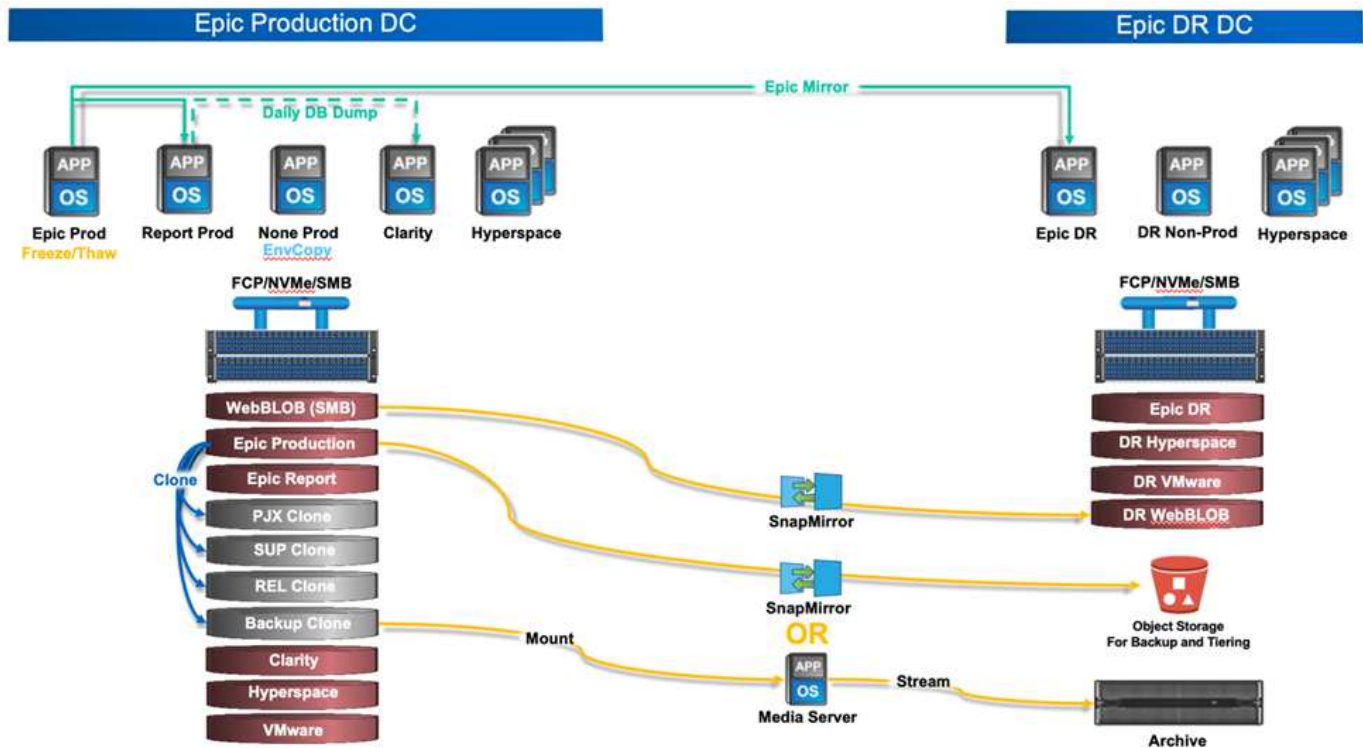 Epic Production DC
Epic DR DC
Epic Mirror
Daily DB Dump
APP
OS
APP
OS
APP
OS
APP
OS
APP
OS
APP
OS
APP
OS
APP
OS
Epic Prod
Freeze/Thaw
Report Prod
None Prod
EnvCopy
Clarity
Hyperspace
Epic DR
DR Non-Prod
Hyperspace
FCP/NVMe/SMB
FCP/NVMe/SMB
WebBLOB (SMB)
Epic Production
Clone
Epic Report
PJX Clone
SUP Clone
REL Clone
Backup Clone
Clarity
Hyperspace
VMware
Epic DR
DR Hyperspace
DR VMware
DR WebBLOB
SnapMirror
SnapMirror
OR
Object Storage
For Backup and Tiering
Mount
APP
OS
Media Server
Stream
Archive